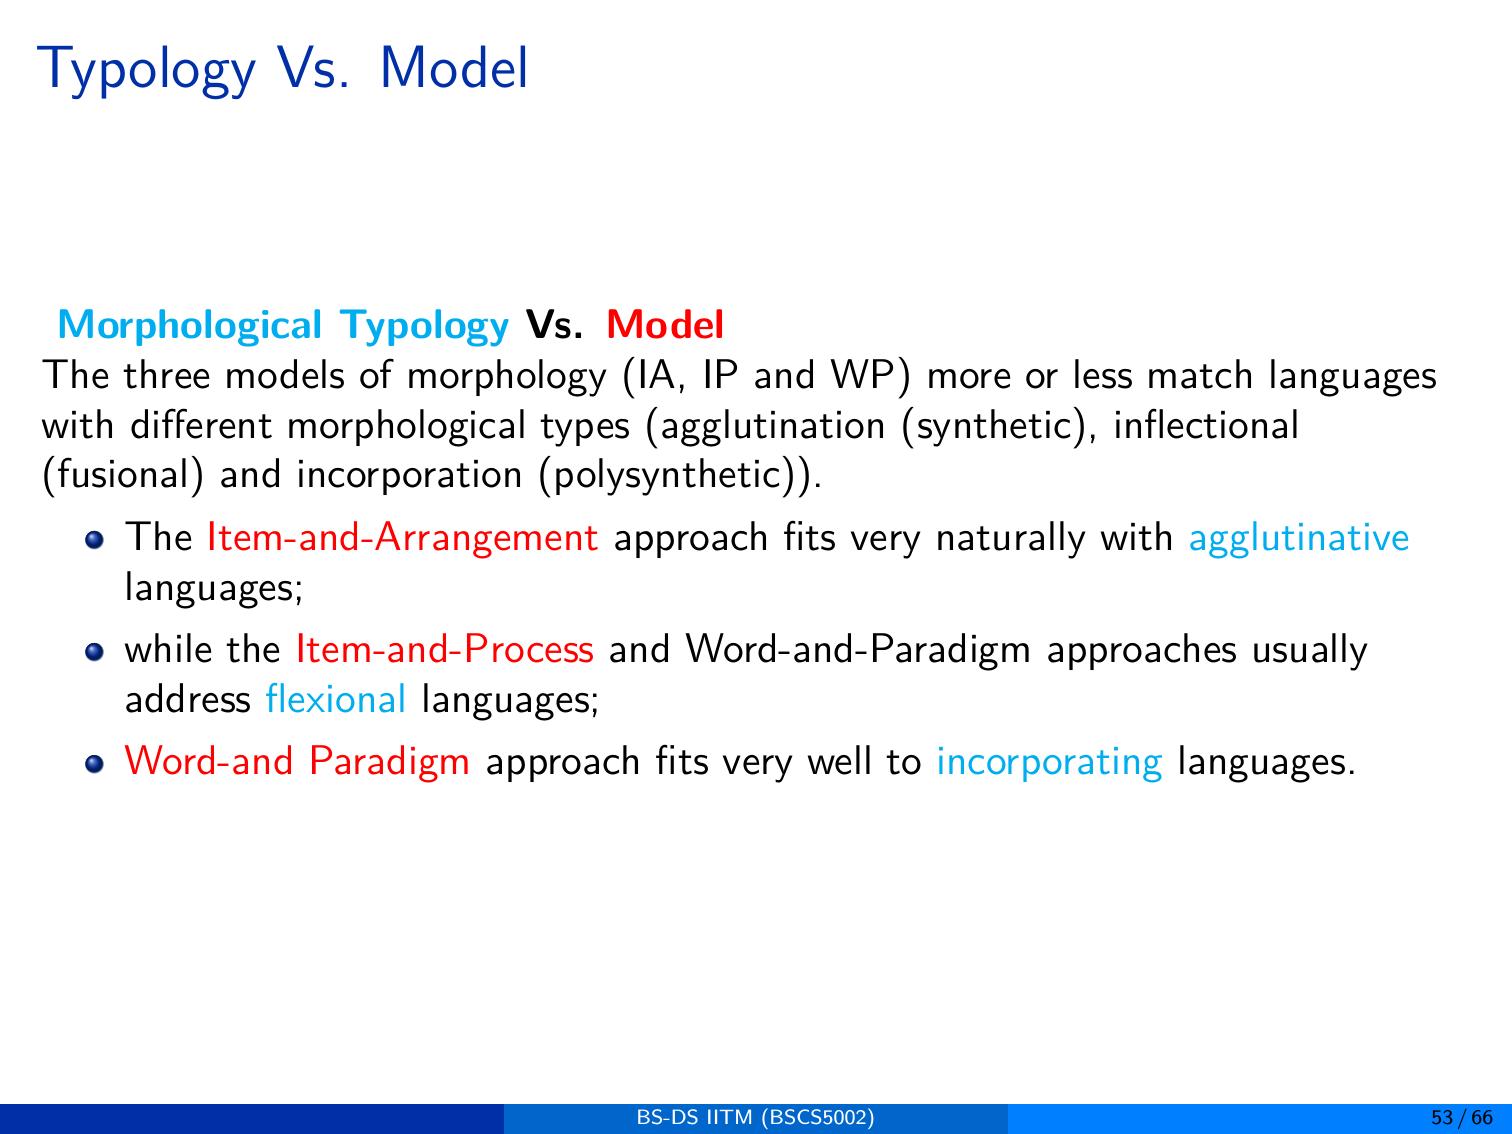 Typology Vs. Model
Morphological Typology Vs. Model
The three models of morphology (IA, IP and WP) more or less match languages
with different morphological types (agglutination (synthetic), inflectional
(fusional) and incorporation (polysynthetic)).
The Item-and-Arrangement approach fits very naturally with agglutinative
languages;
while the Item-and-Process and Word-and-Paradigm approaches usually
address flexional languages;
Word-and Paradigm approach fits very well to incorporating languages.
BS-DS IITM (BSCS5002) 53 / 66